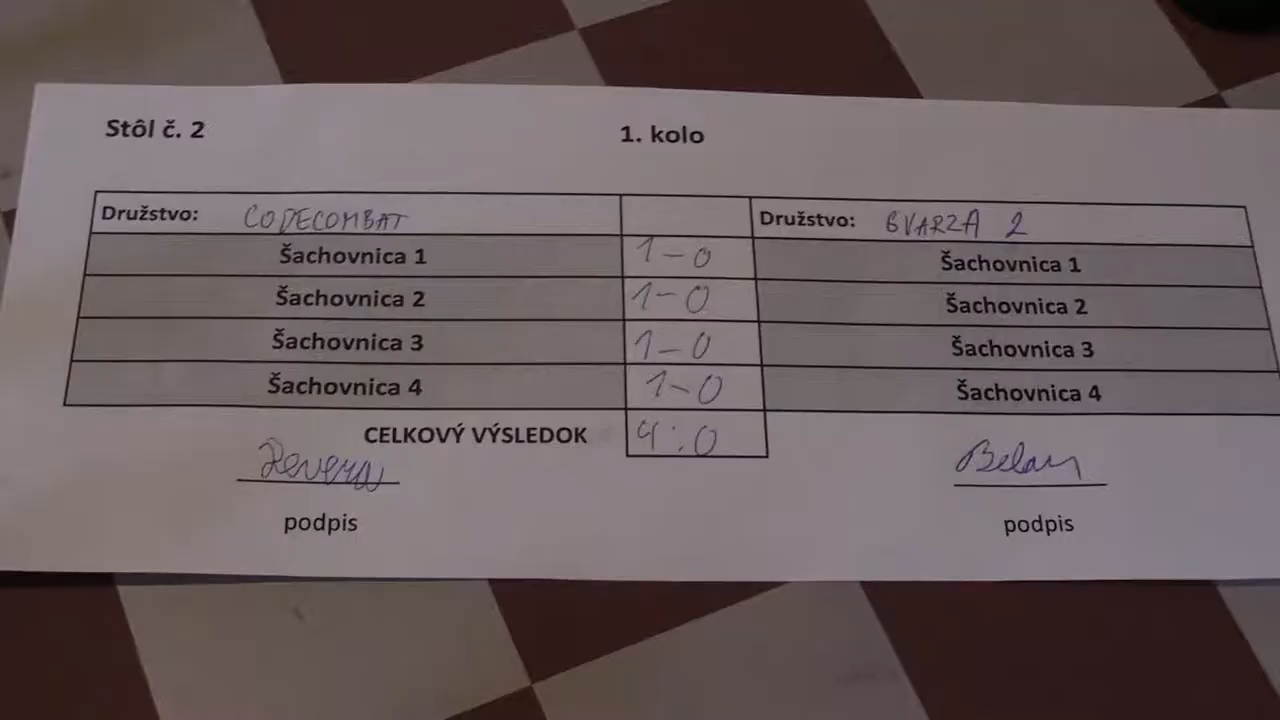 Stôl č. 2 1. kolo
Družstvo: CODECOMBAT Družstvo: GVARZA 2
Šachovnica 1 1-0 Šachovnica 1
Šachovnica 2 1-0 Šachovnica 2
Šachovnica 3 1-0 Šachovnica 3
Šachovnica 4 1-0 Šachovnica 4
CELKOVÝ VÝSLEDOK 4:0
Belan
podpis podpis